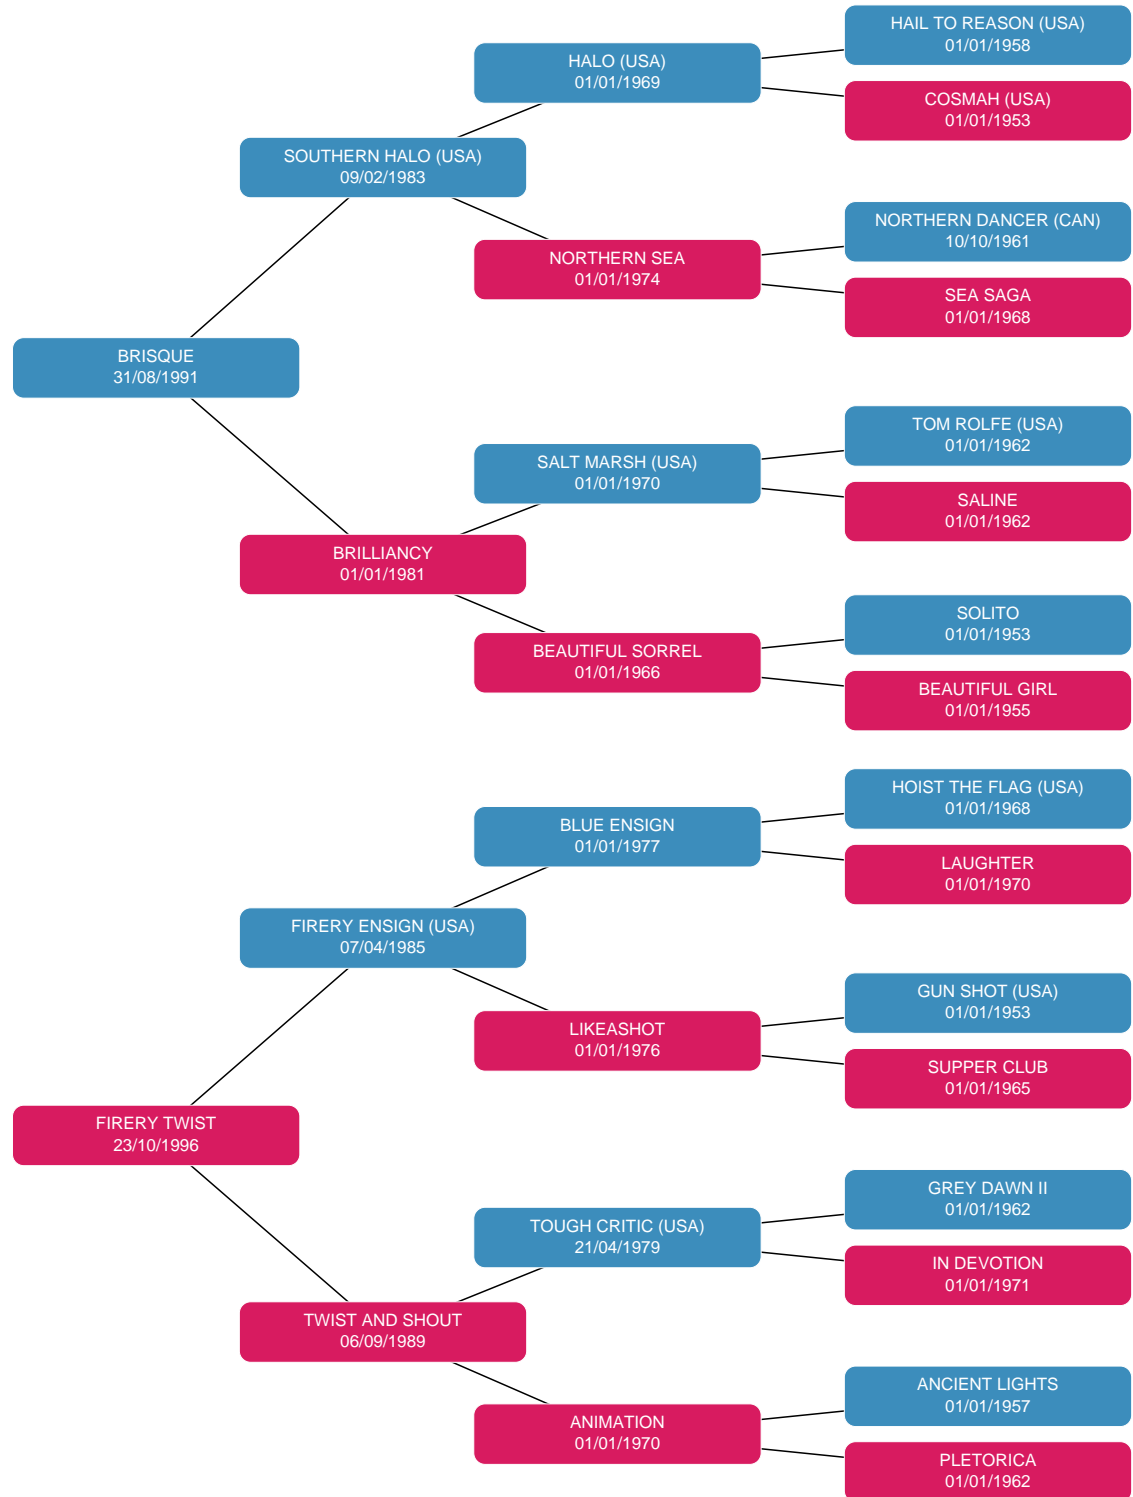 HAIL TO REASON (USA)
01/01/1958
HALO (USA)
01/01/1969
COSMAH (USA)
01/01/1953
SOUTHERN HALO (USA)
09/02/1983
NORTHERN DANCER (CAN)
10/10/1961
NORTHERN SEA
01/01/1974
SEA SAGA
01/01/1968
BRISQUE
31/08/1991
TOM ROLFE (USA)
01/01/1962
SALT MARSH (USA)
01/01/1970
SALINE
01/01/1962
BRILLIANCY
01/01/1981
SOLITO
01/01/1953
BEAUTIFUL SORREL
01/01/1966
BEAUTIFUL GIRL
01/01/1955
HOIST THE FLAG (USA)
01/01/1968
BLUE ENSIGN
01/01/1977
LAUGHTER
01/01/1970
FIRERY ENSIGN (USA)
07/04/1985
GUN SHOT (USA)
01/01/1953
LIKEASHOT
01/01/1976
SUPPER CLUB
01/01/1965
FIRERY TWIST
23/10/1996
GREY DAWN II
01/01/1962
TOUGH CRITIC (USA)
21/04/1979
IN DEVOTION
01/01/1971
TWIST AND SHOUT
06/09/1989
ANCIENT LIGHTS
01/01/1957
ANIMATION
01/01/1970
PLETORICA
01/01/1962